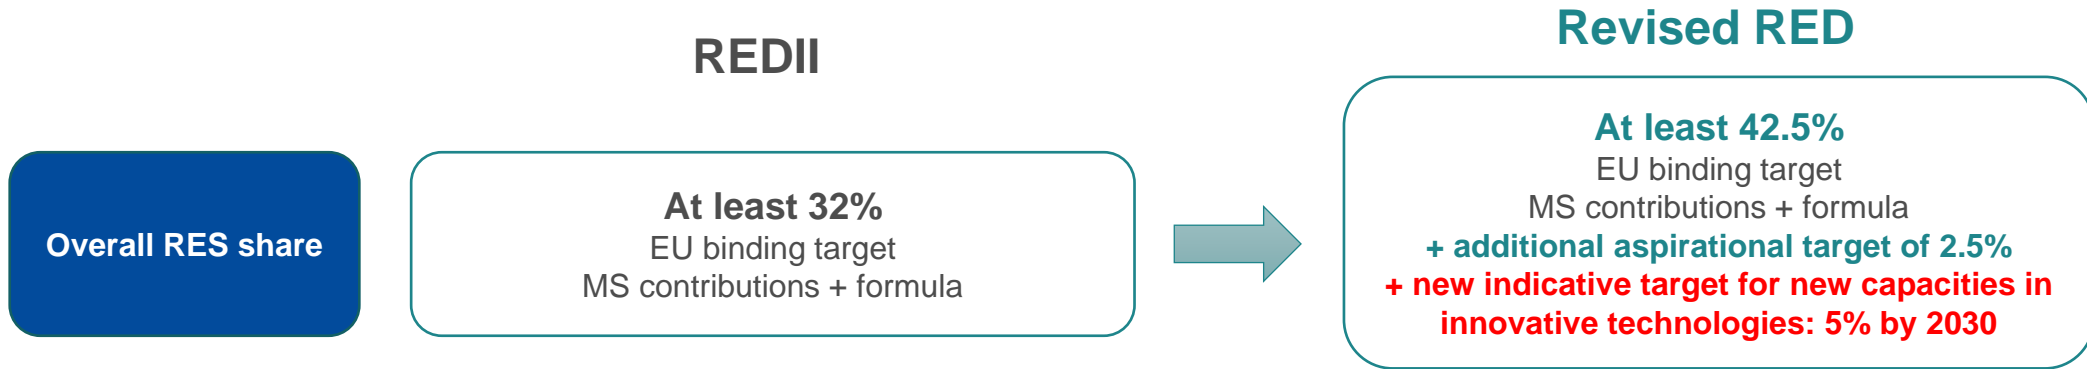 REDII
Revised RED
Overall RES share
At least 32%
EU binding target
MS contributions + formula
At least 42.5%
EU binding target
MS contributions + formula
+ additional aspirational target of 2.5%
+ new indicative target for new capacities in
innovative technologies: 5% by 2030